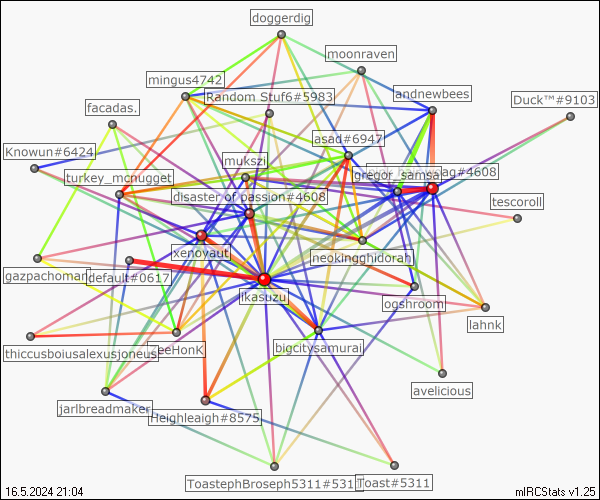 doggerdig
moonraven
mingus4742
andnewbees
Random Stuf6#5983
Duck™#9103
facadas.
asad#6947
Knowun#6424
mukszi
gregor_samsa
ag#4608
turkey_mcnugget
disaster of passion#4608
tescoroll
xenovaut
neokingghidorah
gazpachoman
default#0617
ikasuzu
ogshroom
lahnk
bigcitysamurai
thiccusboiusalexusjoneus
eeHonK
avelicious
jarlbreadmaker
Heighleaigh#8575
ToastephBroseph5311#531
Toast#5311
16.5.2024 21:04
mIRCStats v1.25